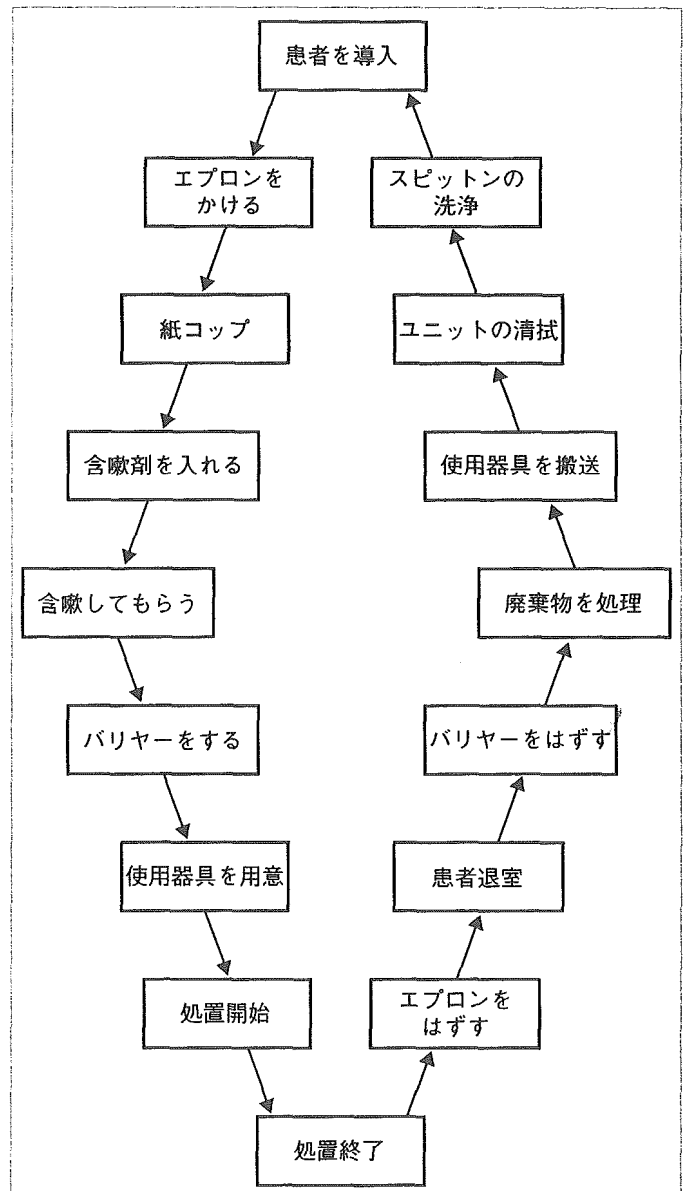 患者を導入
エプロンを
かける
紙コップ
含嗽剤を入れる
含嗽してもらう
バリヤーをする
使用器具を用意
処置開始
処置終了
エプロンを
はずす
患者退室
バリヤーをはずす
廃棄物を処理
使用器具を搬送
ユニットの清拭
スピットンの
洗浄